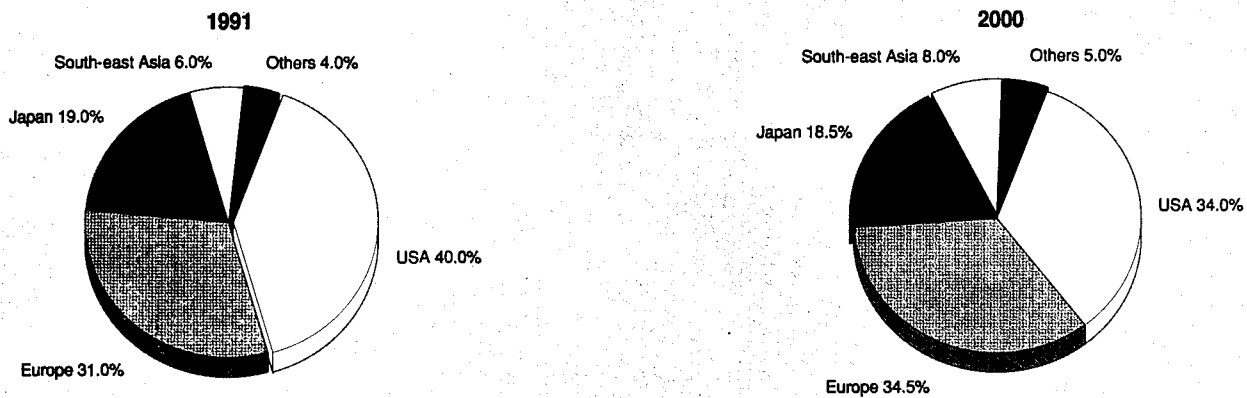 1991
South-east Asia 6.0%
Others 4.0%
Japan 19.0%
USA 40.0%
Europe 31.0%
2000
South-east Asia 8.0%
Others 5.0%
Japan 18.5%
USA 34.0%
Europe 34.5%